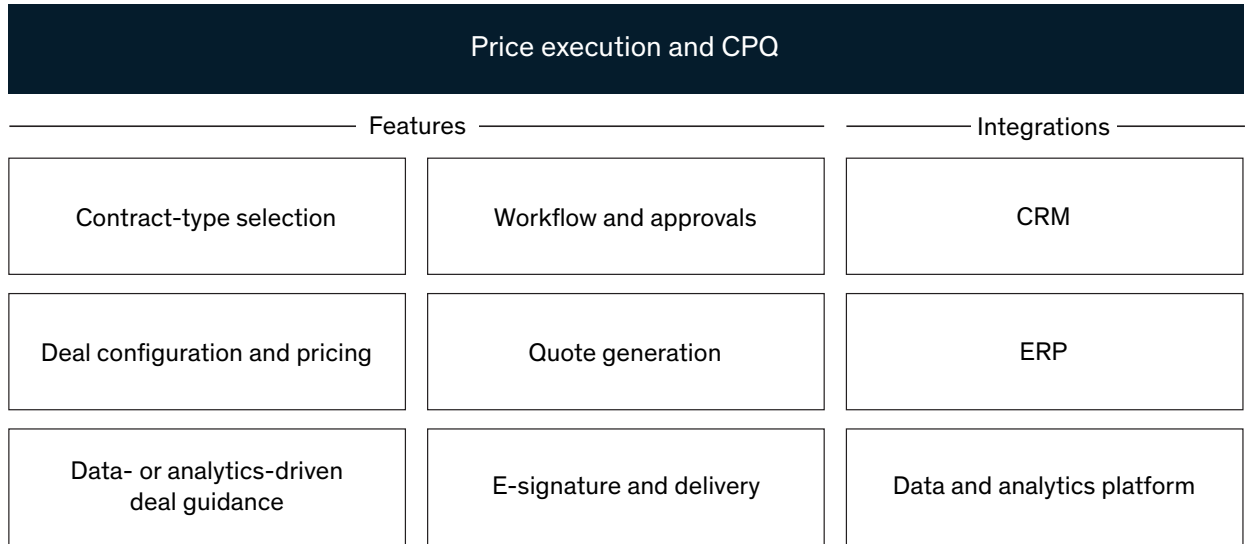 Price execution and CPQ
Features
Integrations
Contract-type selection
Workflow and approvals
CRM
Deal configuration and pricing
Quote generation
ERP
Data- or analytics-driven
deal guidance
E-signature and delivery
Data and analytics platform